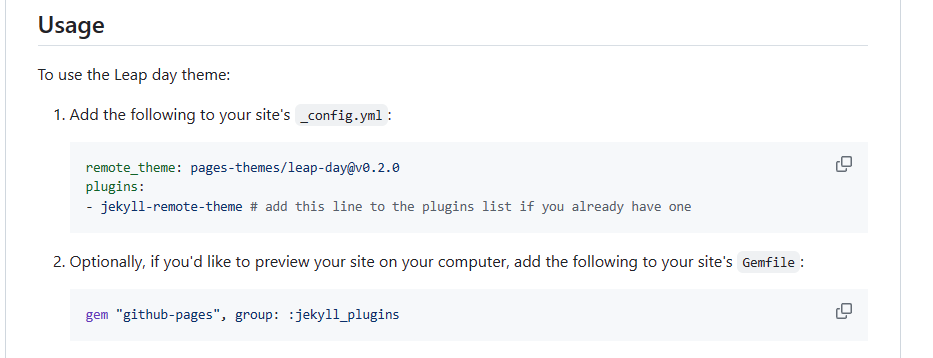 Usage
To use the Leap day theme:
1. Add the following to your site's _config.yml:
remote_theme: pages-themes/leap-day@v0.2.0
plugins:
- jekyll-remote-theme # add this line to the plugins list if you already have one
2. Optionally, if you'd like to preview your site on your computer, add the following to your site's Gemfile:
gem "github-pages", group: :jekyll_plugins